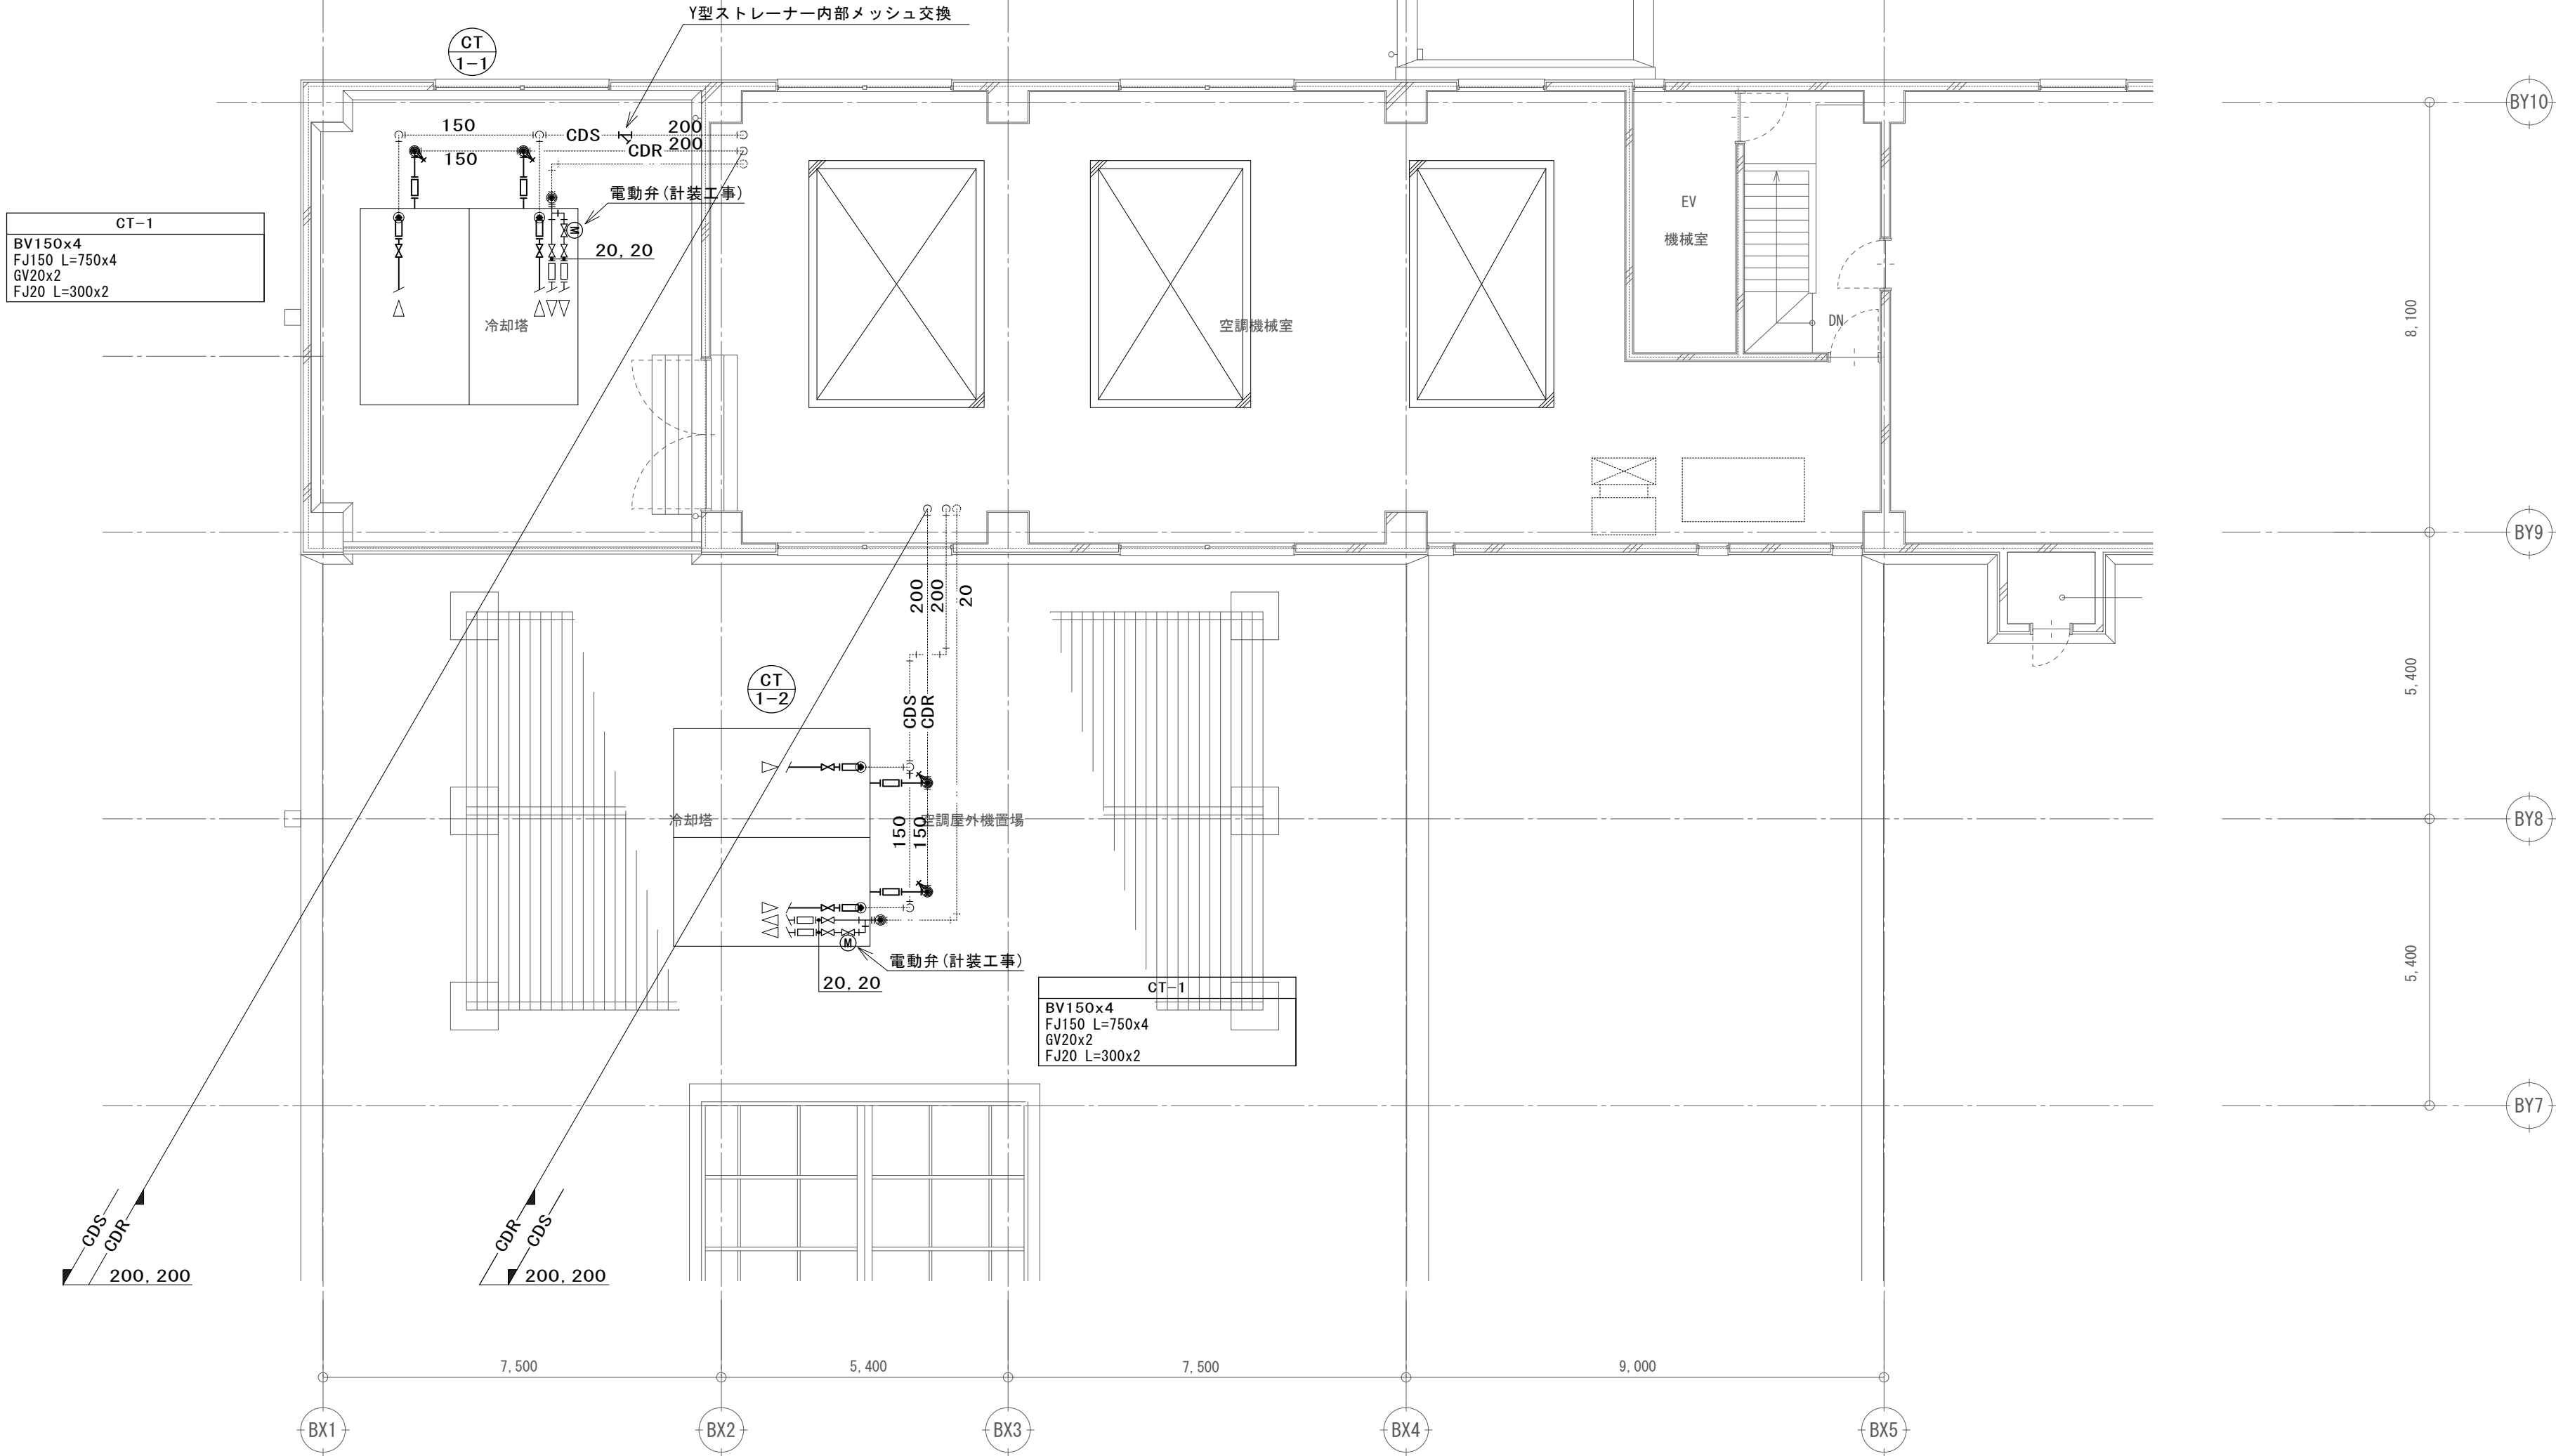 Y型ストレーナー内部メッシュ交換
CT
1-1
BY10
150
CDS
200
CDR
200
150
電動弁(計装工事)
M
20, 20
CT-1
BV150x4
FJ150 L=750x4
GV20x2
FJ20 L=300x2
冷却塔
空調機械室
EV
機械室
DN
8,100
BY9
200
200
20
5,400
CT
1-2
CDS
CDR
冷却塔
空調屋外機置場
150
150
BY8
M
電動弁(計装工事)
20, 20
5,400
CT-1
BV150x4
FJ150 L=750x4
GV20x2
FJ20 L=300x2
BY7
CDS
CDR
200, 200
CDR
CDS
200, 200
7,500
5,400
7,500
9,000
BX1
BX2
BX3
BX4
BX5